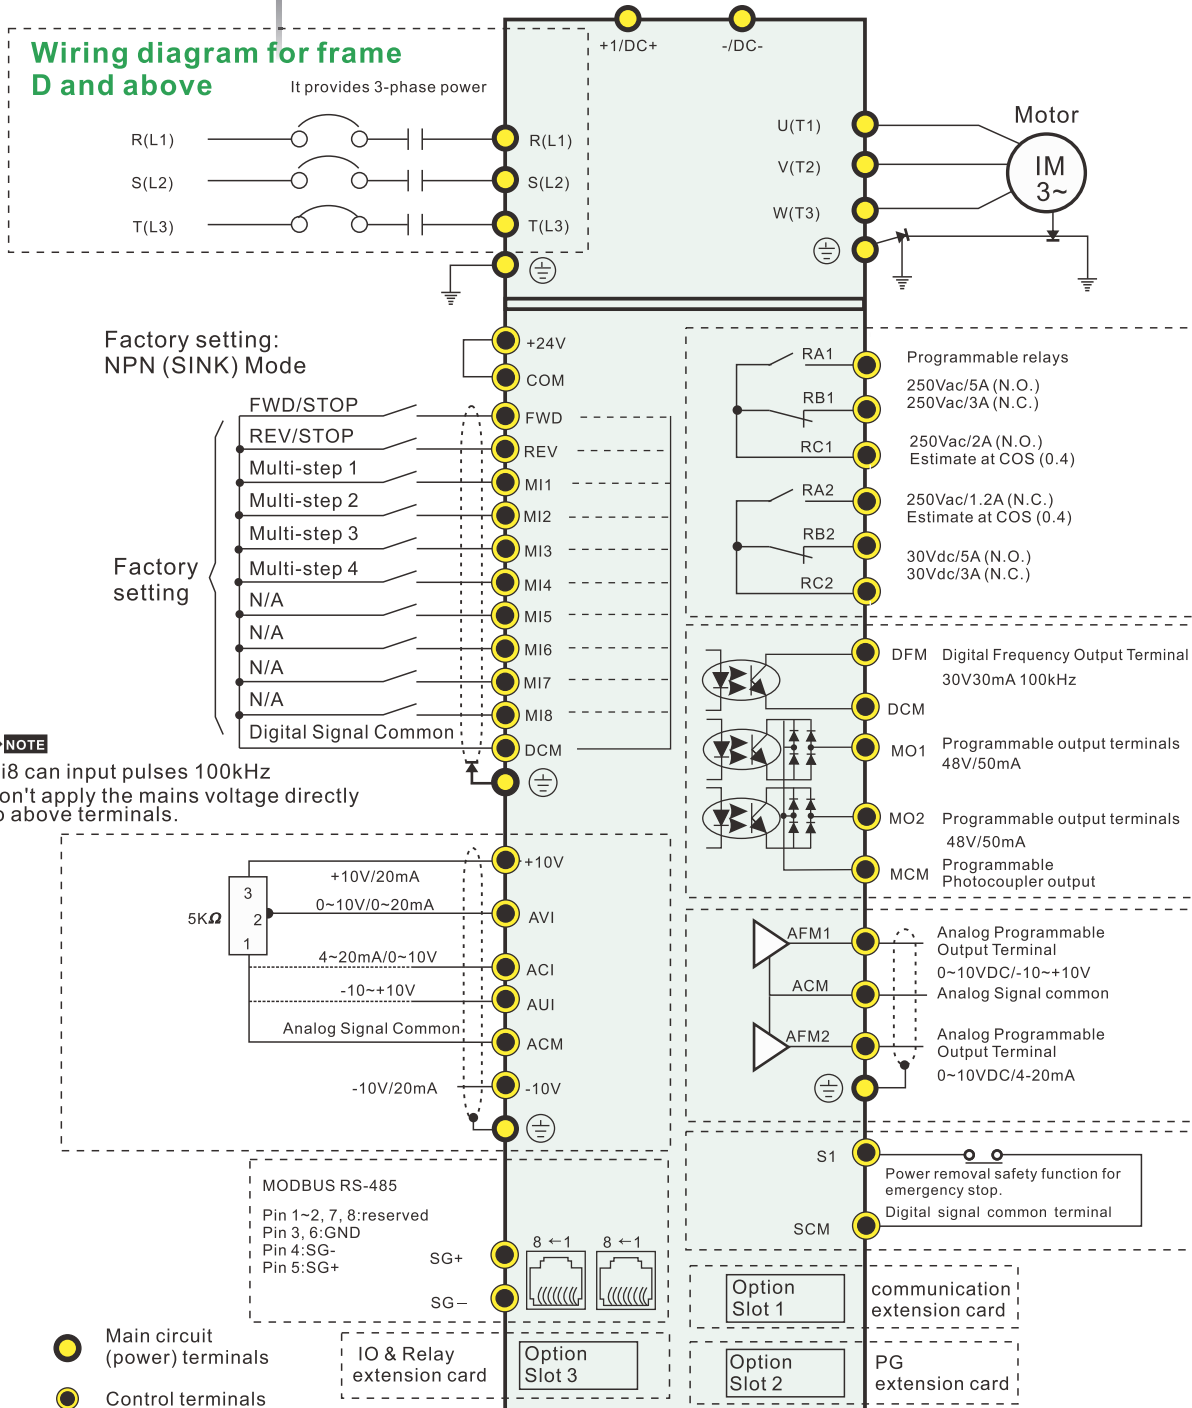 +1/DC+
-/DC-
Wiring diagram for frame
D and above
It provides 3-phase power
R(L1)
R(L1)
S(L2)
S(L2)
T(L3)
T(L3)
U(T1)
V(T2)
W(T3)
Motor
IM
3~
Factory setting:
NPN (SINK) Mode
+24V
COM
FWD/STOP
FWD
REV/STOP
REV
Multi-step 1
MI1
Multi-step 2
MI2
Multi-step 3
MI3
Multi-step 4
MI4
N/A
MI5
N/A
MI6
N/A
MI7
N/A
MI8
Digital Signal Common
DCM
Factory
setting
NOTE
i8 can input pulses 100kHz
on't apply the mains voltage directly
o above terminals.
RA1
RB1
RC1
RA2
RB2
RC2
Programmable relays
250Vac/5A (N.O.)
250Vac/3A (N.C.)
250Vac/2A (N.O.)
Estimate at COS (0.4)
250Vac/1.2A (N.C.)
Estimate at COS (0.4)
30Vdc/5A (N.O.)
30Vdc/3A (N.C.)
DFM
Digital Frequency Output Terminal
30V30mA 100kHz
DCM
MO1
Programmable output terminals
48V/50mA
MO2
Programmable output terminals
48V/50mA
MCM
Programmable
Photocoupler output
+10V
+10V/20mA
3
5KΩ
2
1
0~10V/0~20mA
AVI
4~20mA/0~10V
ACI
-10~+10V
AUI
Analog Signal Common
ACM
-10V/20mA
-10V
AFM1
Analog Programmable
Output Terminal
0~10VDC/-10~+10V
ACM
Analog Signal common
AFM2
Analog Programmable
Output Terminal
0~10VDC/4-20mA
S1
Power removal safety function for
emergency stop.
Digital signal common terminal
SCM
MODBUS RS-485
Pin 1~2, 7, 8:reserved
Pin 3, 6:GND
Pin 4:SG-
Pin 5:SG+
SG+
SG−
8 ←1
8 ←1
Option
Slot 1
communication
extension card
IO & Relay
extension card
Option
Slot 3
Option
Slot 2
PG
extension card
Main circuit
(power) terminals
Control terminals